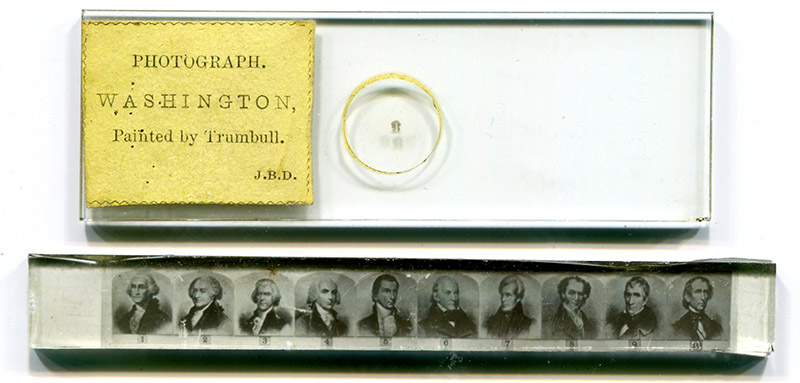 PHOTOGRAPH.
WASHINGTON,
Painted by Trumbull.
J.B.D.
1 2 3 4 5 6 7 8 9 10